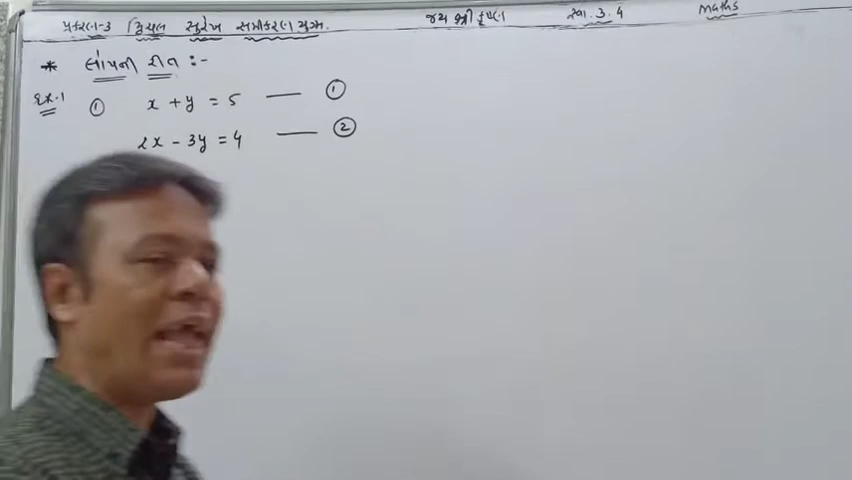 પ્રકરણ-3 દ્વિચલ સુરેખ સમીકરણ યુગ્મ જય શ્રી કૃષ્ણ સ્વા. 3.4 Maths
* લોપની રીત :-
Ex.1 ① x + y = 5 — ①
2x - 3y = 4 — ②